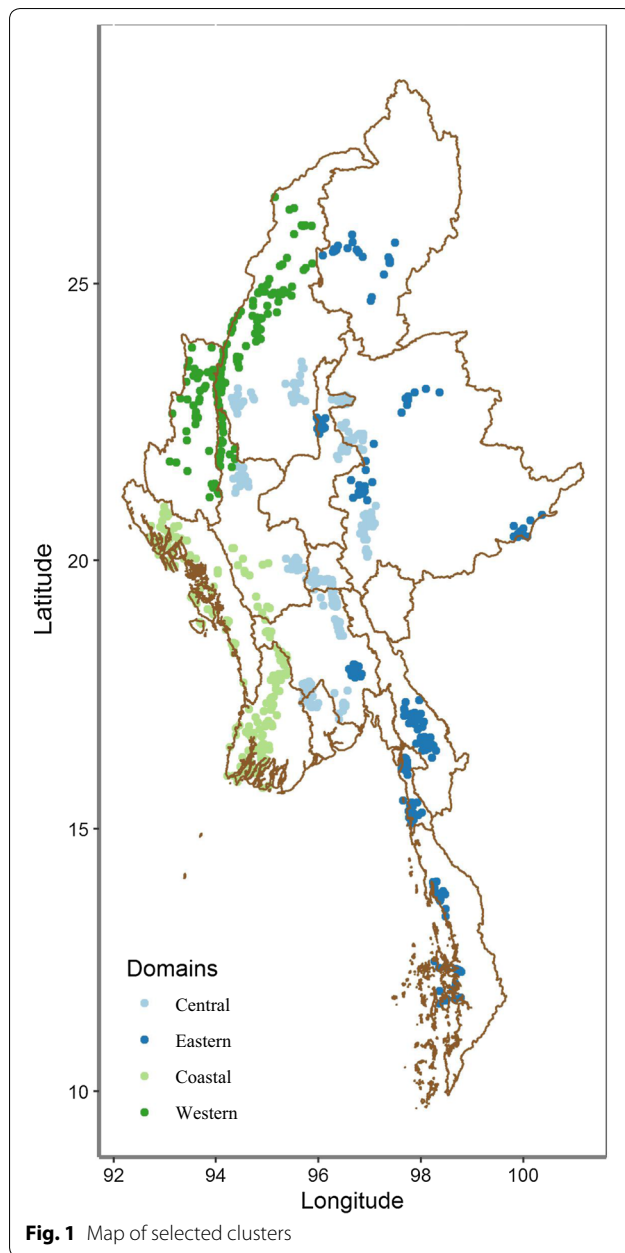 25
20
15
10
Latitude
Domains
Central
Eastern
Coastal
Western
92 94 96 98 100
Longitude
Fig. 1 Map of selected clusters